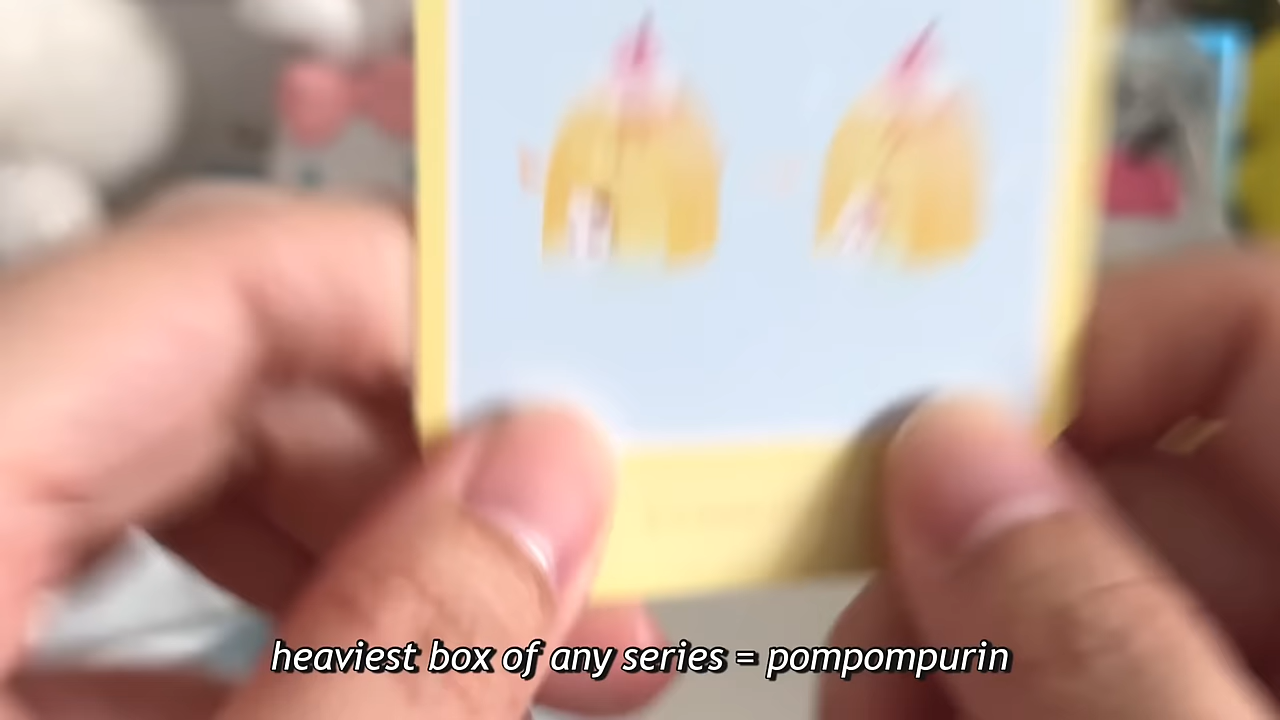 heaviest box of any series = pompompurin